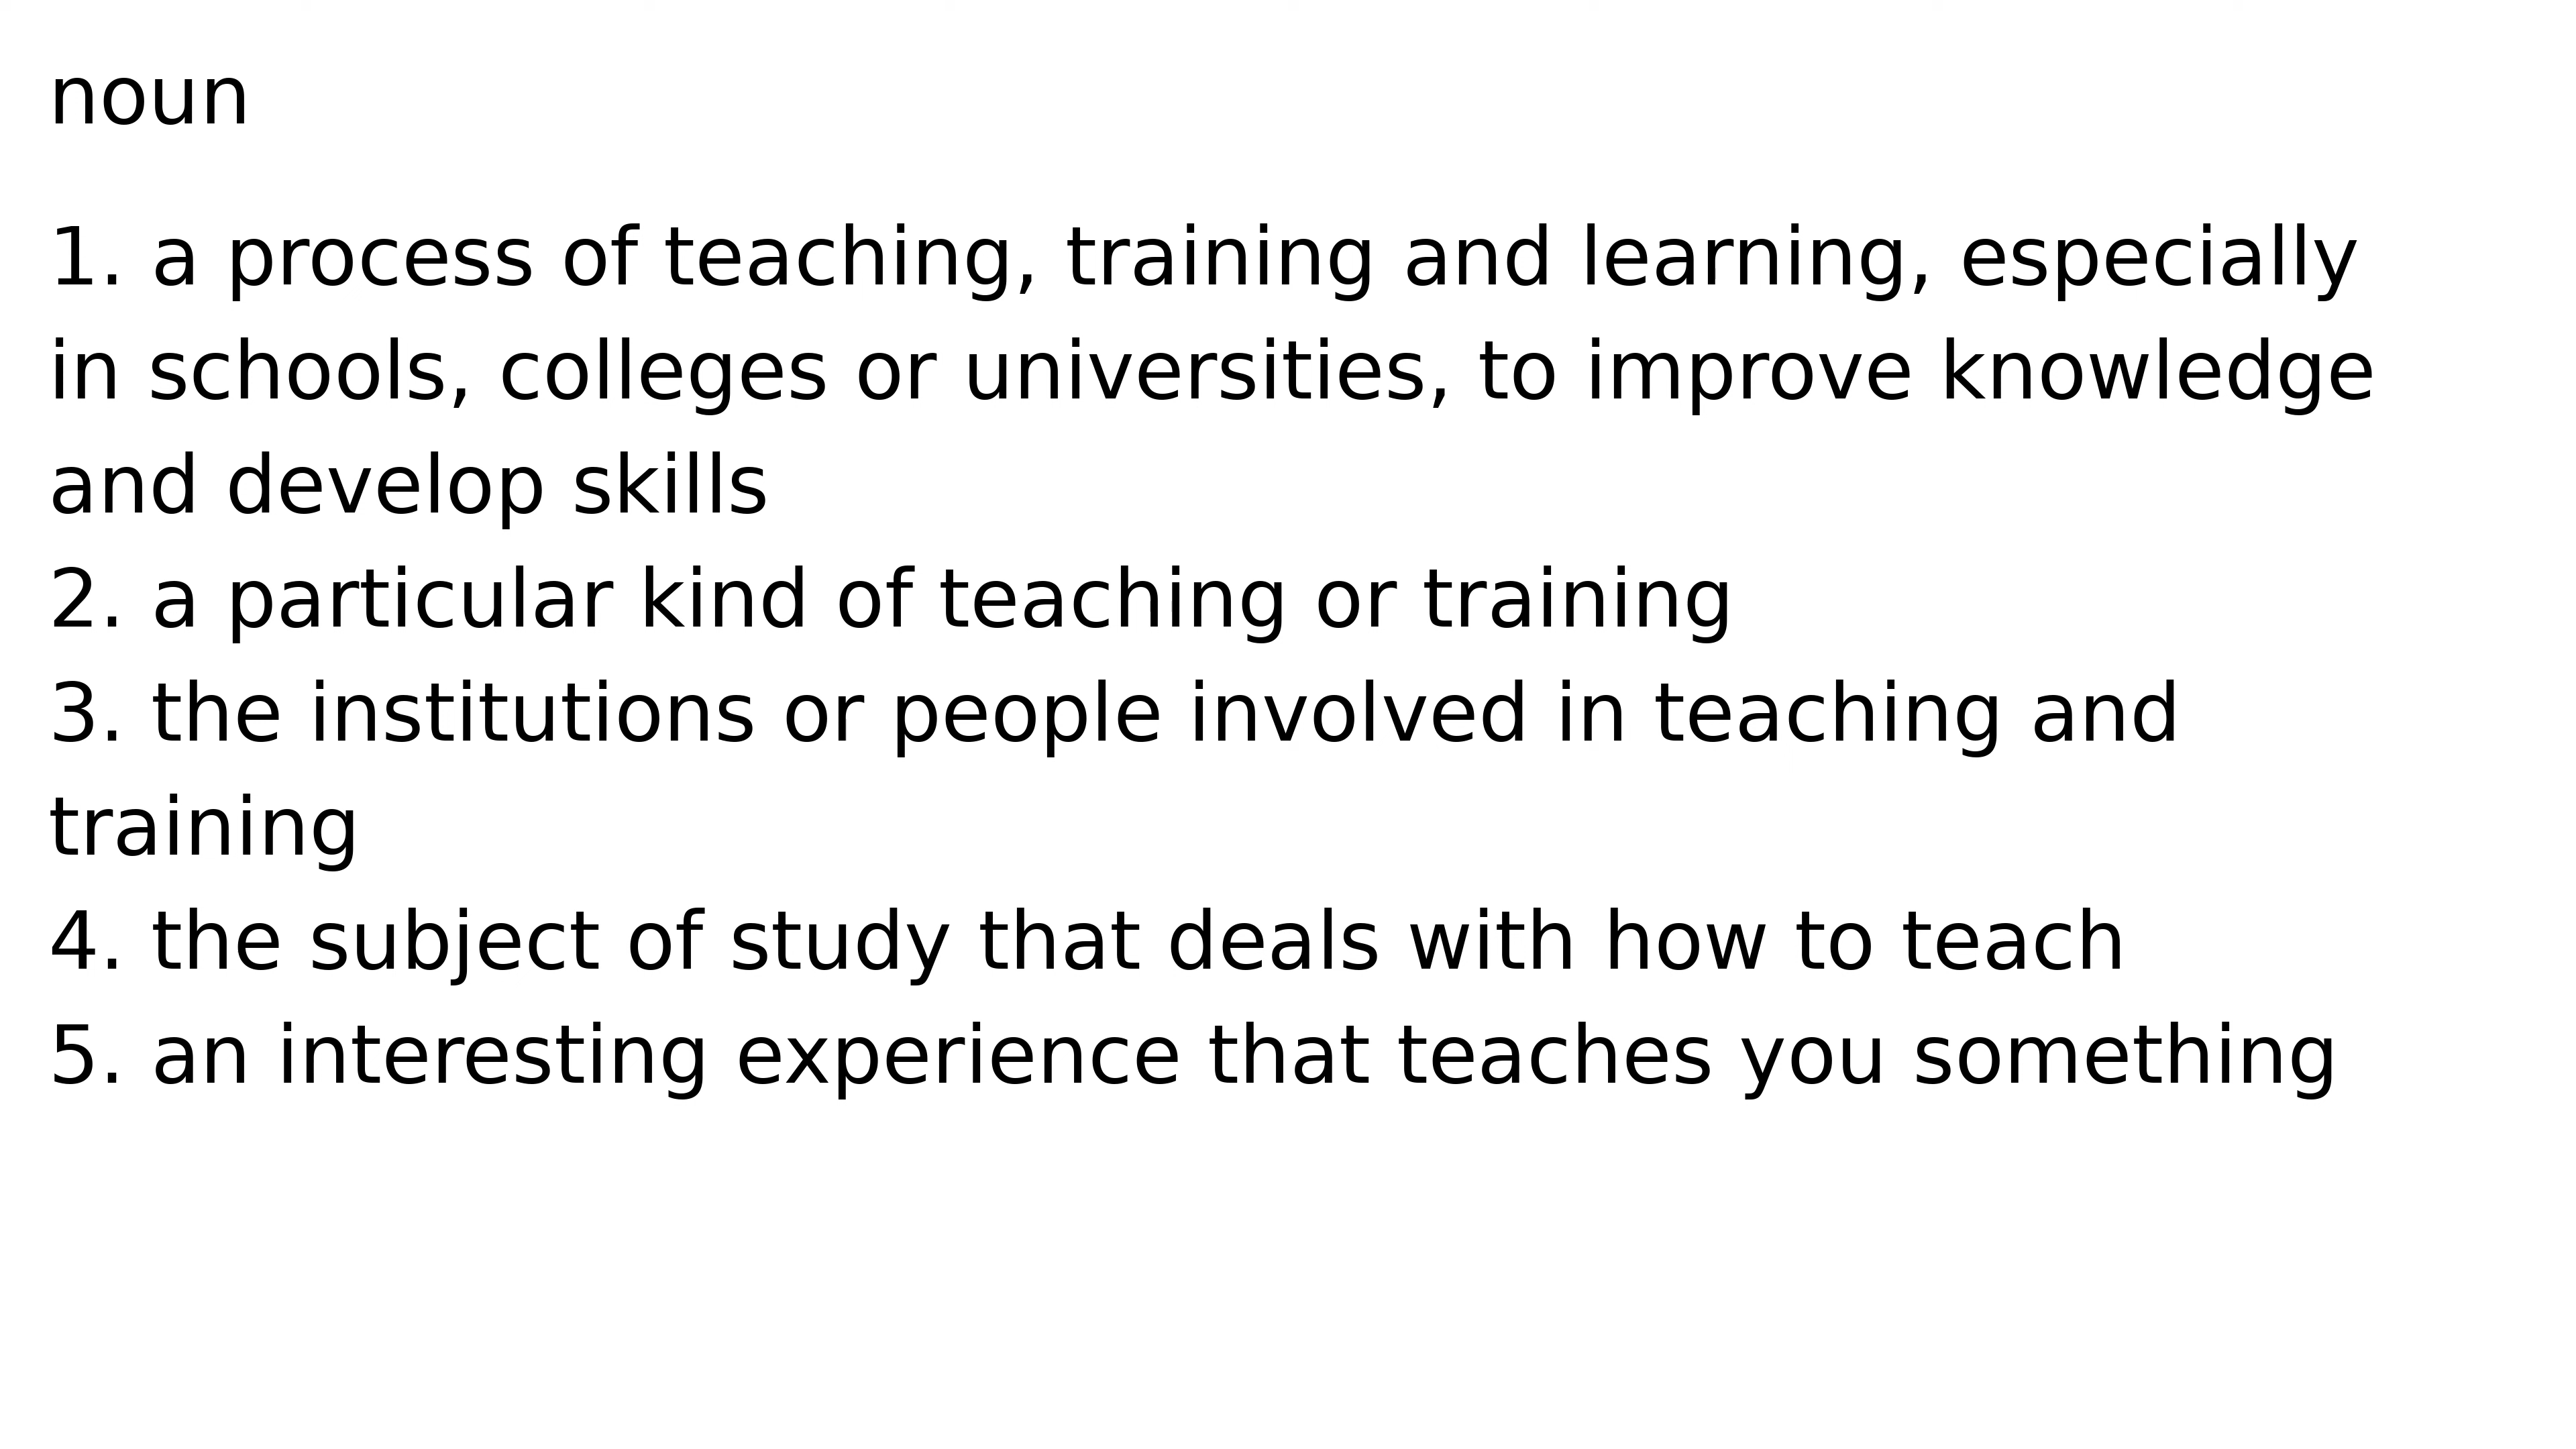 noun
1. a process of teaching, training and learning, especially
in schools, colleges or universities, to improve knowledge
and develop skills
2. a particular kind of teaching or training
3. the institutions or people involved in teaching and
training
4. the subject of study that deals with how to teach
5. an interesting experience that teaches you something